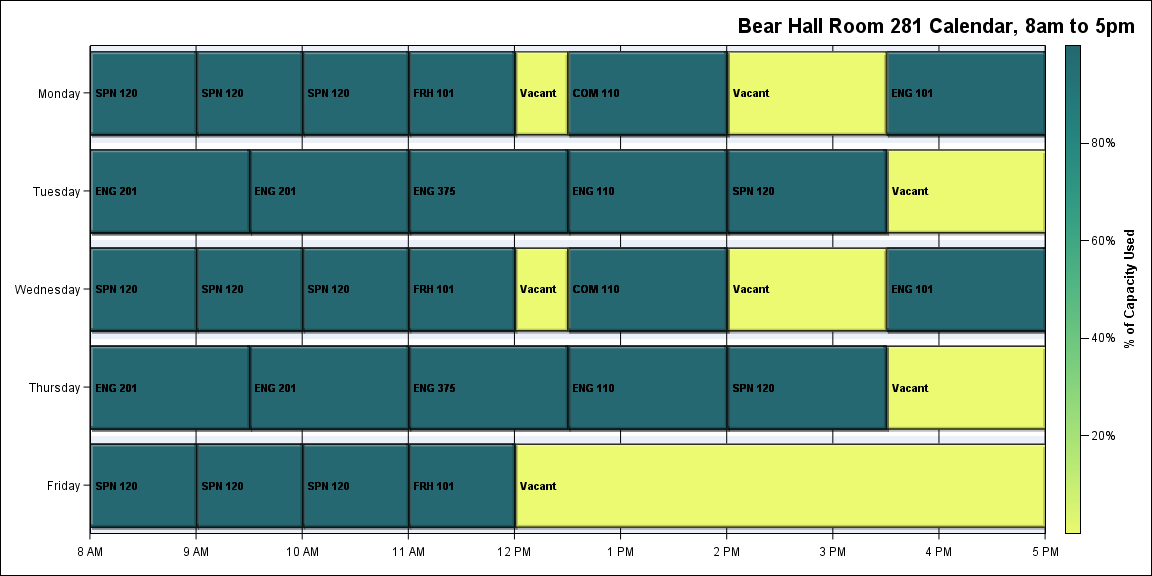 Bear Hall Room 281 Calendar, 8am to 5pm
Monday SPN 120 SPN 120 SPN 120 FRH 101 Vacant COM 110 Vacant ENG 101
Tuesday ENG 201 ENG 201 ENG 375 ENG 110 SPN 120 Vacant
Wednesday SPN 120 SPN 120 SPN 120 FRH 101 Vacant COM 110 Vacant ENG 101
Thursday ENG 201 ENG 201 ENG 375 ENG 110 SPN 120 Vacant
Friday SPN 120 SPN 120 SPN 120 FRH 101 Vacant
8 AM 9 AM 10 AM 11 AM 12 PM 1 PM 2 PM 3 PM 4 PM 5 PM
80%
60%
40%
20%
% of Capacity Used